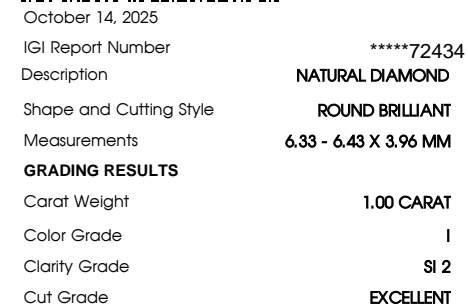 October 14, 2025
IGI Report Number *****72434
Description NATURAL DIAMOND
Shape and Cutting Style ROUND BRILLIANT
Measurements 6.33 - 6.43 X 3.96 MM
GRADING RESULTS
Carat Weight 1.00 CARAT
Color Grade I
Clarity Grade SI 2
Cut Grade EXCELLENT